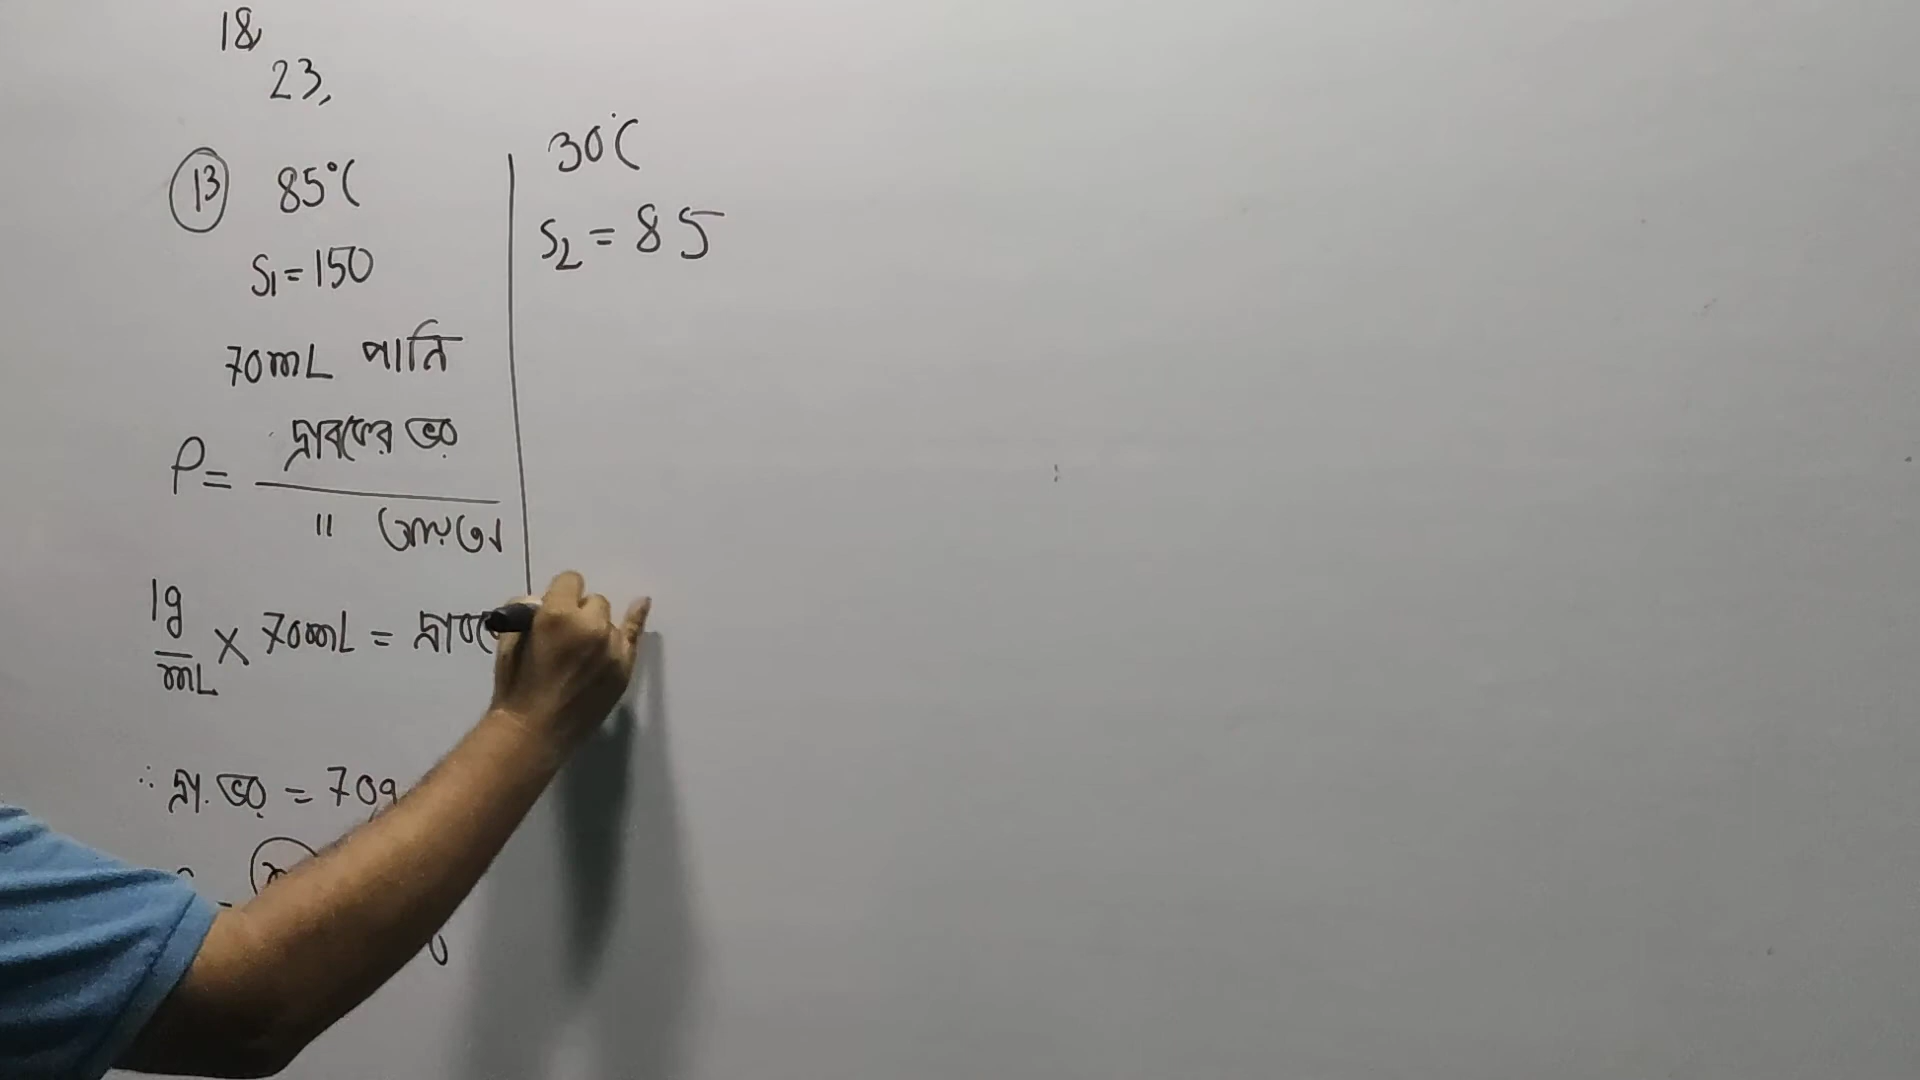 18,
23,
13 85°C
S1 = 150
70mL পানি
ρ = দ্রাবকের ভর
" আয়তন
1g/mL × 70mL =
∴ দ্রা. ভর = 70g
30°C
S2 = 85